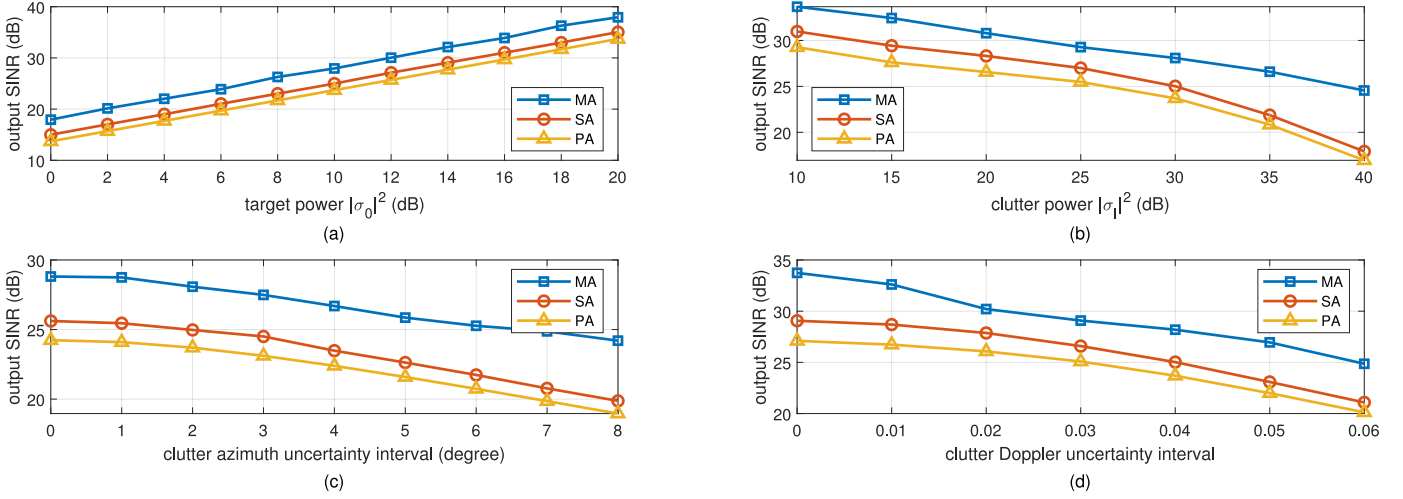 output SINR (dB)
40
30
20
10
0 2 4 6 8 10 12 14 16 18 20
MA
SA
PA
target power |σ₀|² (dB)
(a)
output SINR (dB)
30
25
20
10 15 20 25 30 35 40
MA
SA
PA
clutter power |σₗ|² (dB)
(b)
output SINR (dB)
30
25
20
0 1 2 3 4 5 6 7 8
MA
SA
PA
clutter azimuth uncertainty interval (degree)
(c)
output SINR (dB)
35
30
25
20
0 0.01 0.02 0.03 0.04 0.05 0.06
MA
SA
PA
clutter Doppler uncertainty interval
(d)